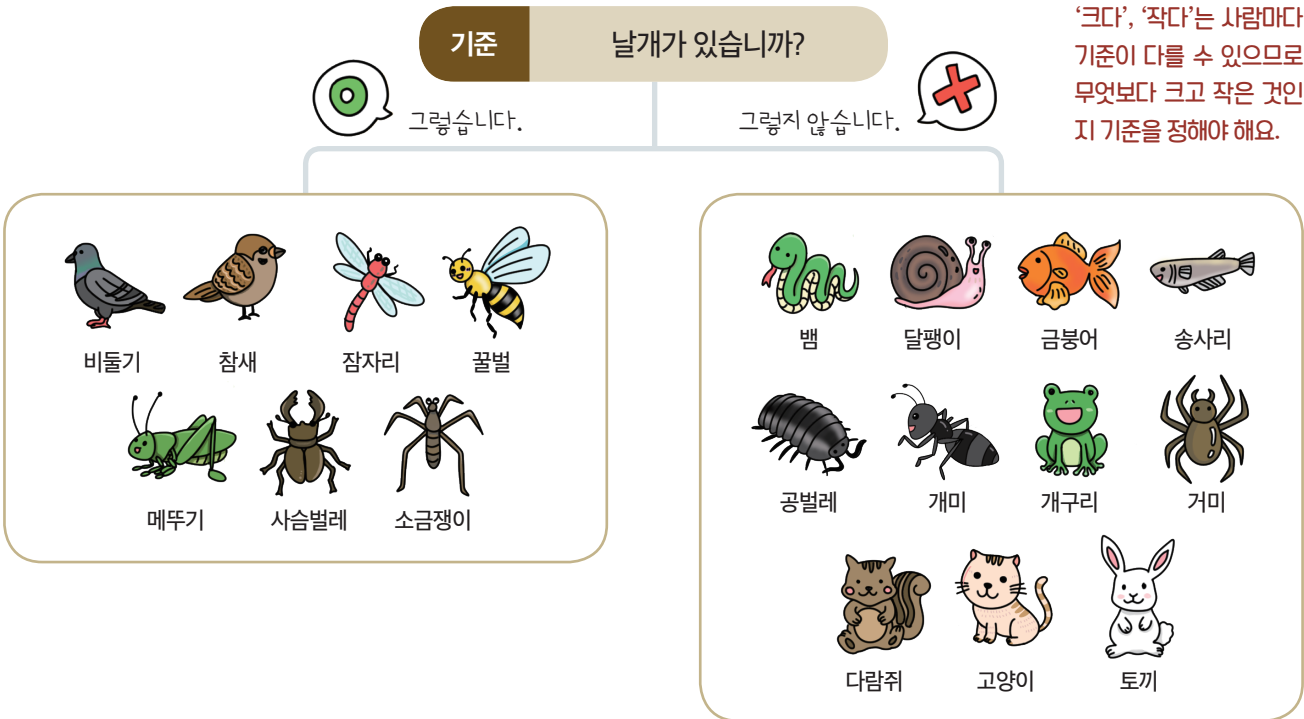 기준 날개가 있습니까?
'크다', '작다'는 사람마다
기준이 다를 수 있으므로
무엇보다 크고 작은 것인
지 기준을 정해야 해요.
그렇습니다.
그렇지 않습니다.
비둘기 참새 잠자리 꿀벌
메뚜기 사슴벌레 소금쟁이
뱀 달팽이 금붕어 송사리
공벌레 개미 개구리 거미
다람쥐 고양이 토끼